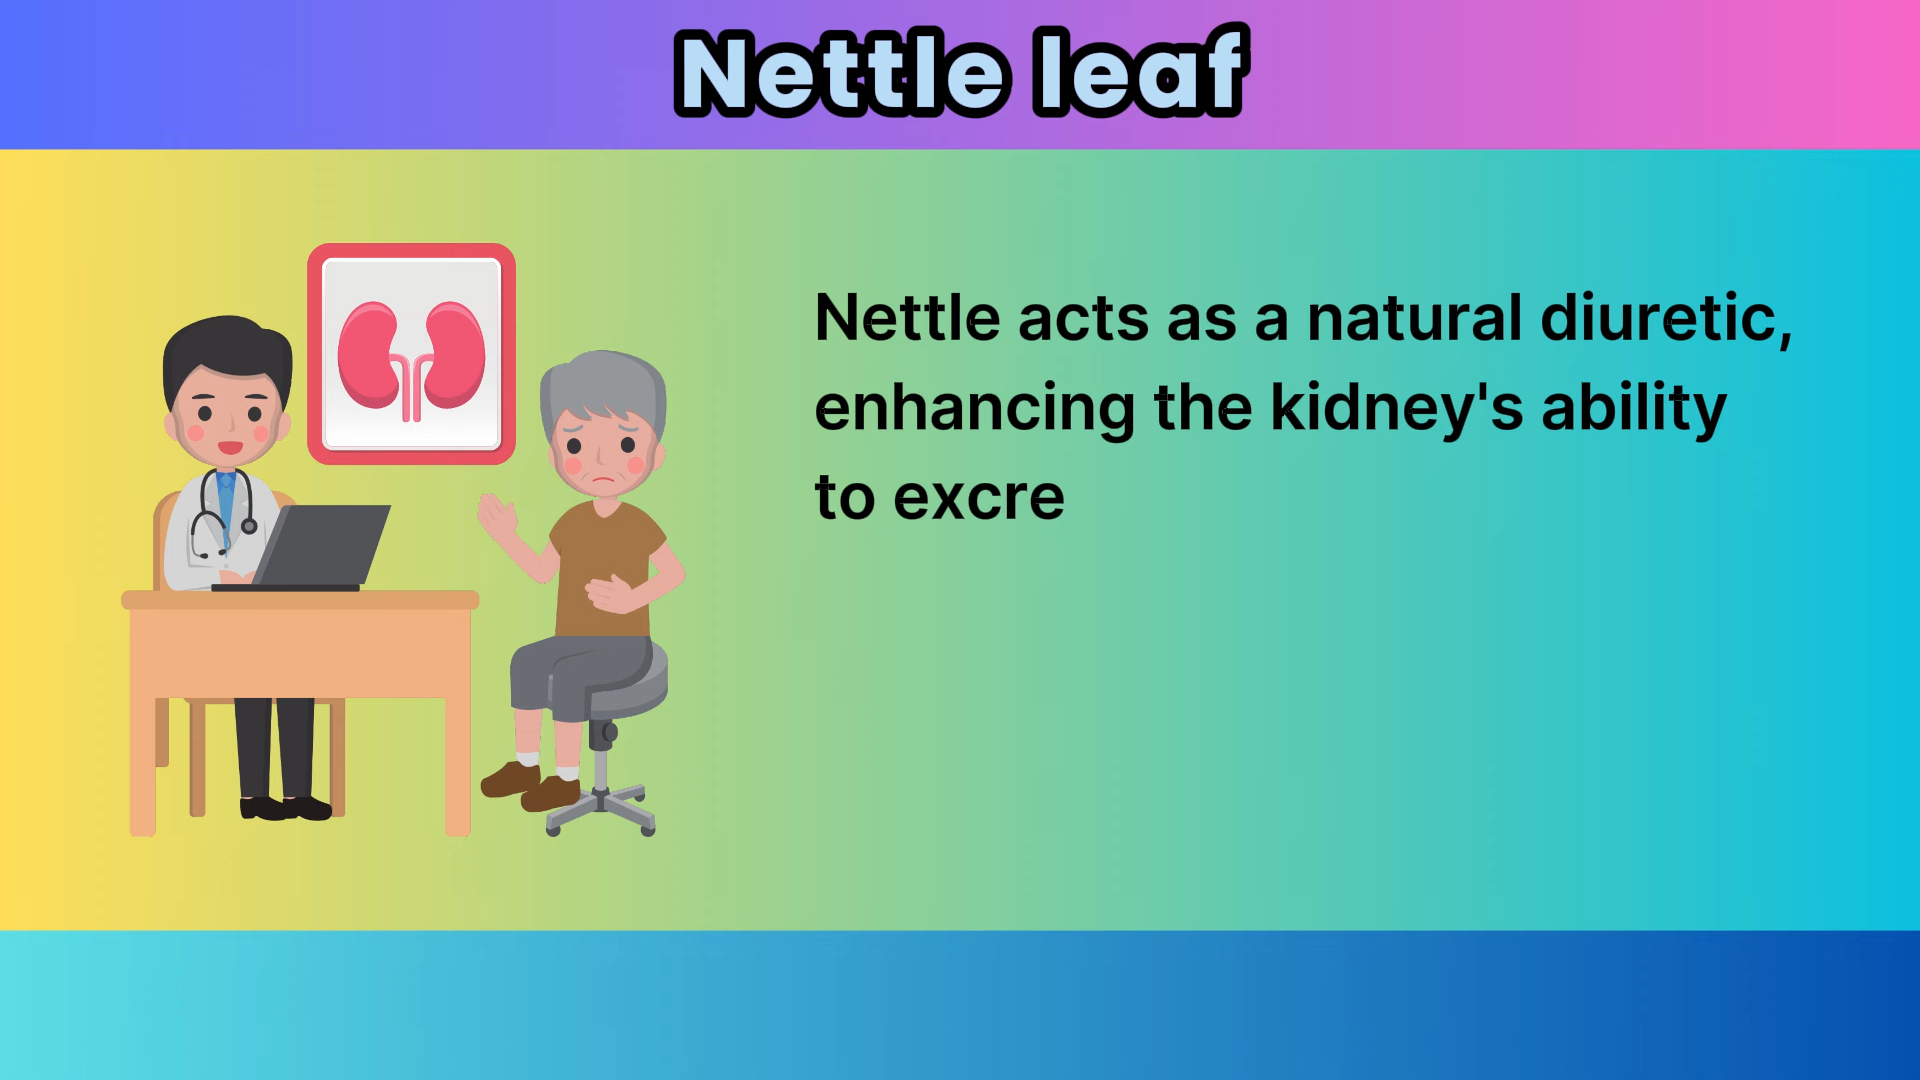 Nettle leaf
Nettle acts as a natural diuretic,
enhancing the kidney's ability
to excre